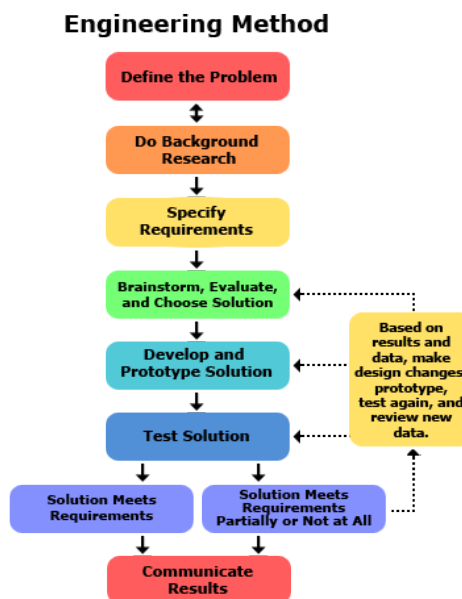 Engineering Method
Define the Problem
Do Background
Research
Specify
Requirements
Brainstorm, Evaluate,
and Choose Solution
Develop and
Prototype Solution
Based on
results and
data, make
design changes,
prototype,
test again, and
review new
data.
Test Solution
Solution Meets
Requirements
Solution Meets
Requirements
Partially or Not at All
Communicate
Results